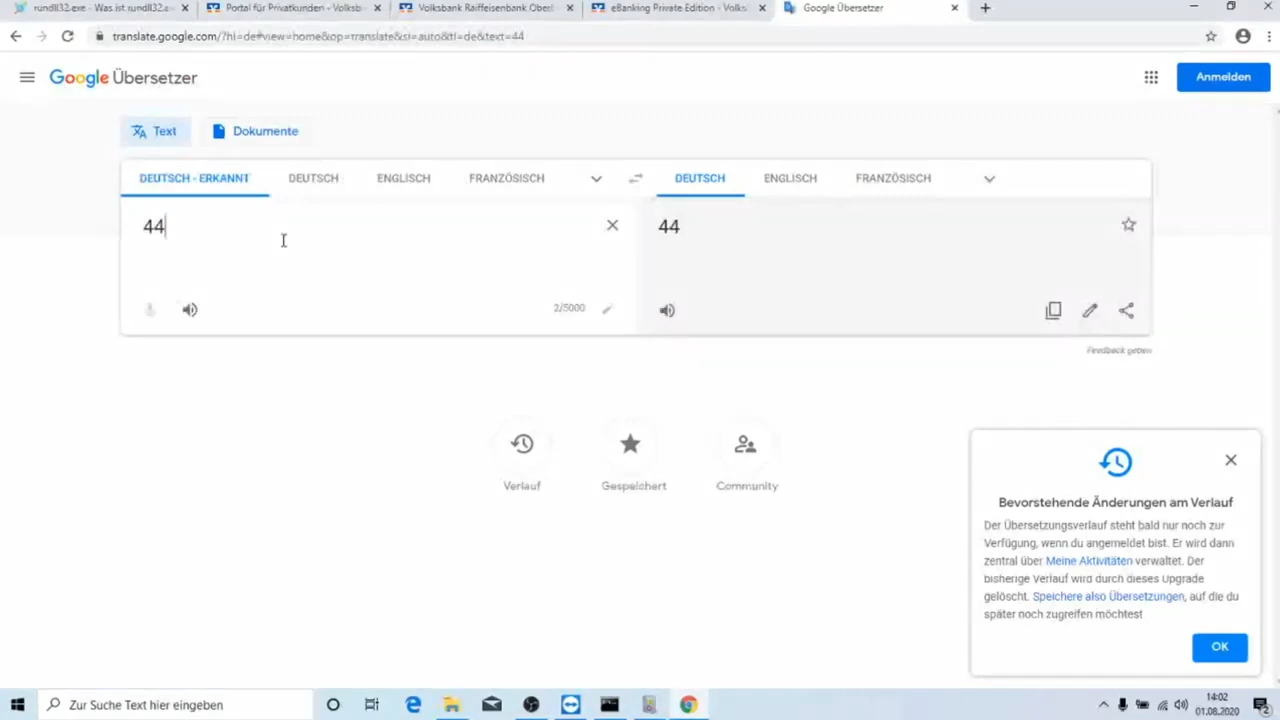 rundll32.exe - Was ist rundll32.e
Portal für Privatkunden - Volksb
Volksbank Raiffeisenbank Ober
eBanking Private Edition - Volks
Google Übersetzer
translate.google.com/?hl=de#view=home&op=translate&sl=auto&tl=de&text=44
Google Übersetzer
Anmelden
Text
Dokumente
DEUTSCH - ERKANNT
DEUTSCH
ENGLISCH
FRANZÖSISCH
DEUTSCH
ENGLISCH
FRANZÖSISCH
44
44
2/5000
Feedback geben
Verlauf
Gespeichert
Community
Bevorstehende Änderungen am Verlauf
Der Übersetzungsverlauf steht bald nur noch zur
Verfügung, wenn du angemeldet bist. Er wird dann
zentral über Meine Aktivitäten verwaltet. Der
bisherige Verlauf wird durch dieses Upgrade
gelöscht. Speichere also Übersetzungen, auf die du
später noch zugreifen möchtest
OK
Zur Suche Text hier eingeben
14:02
01.08.2020
2